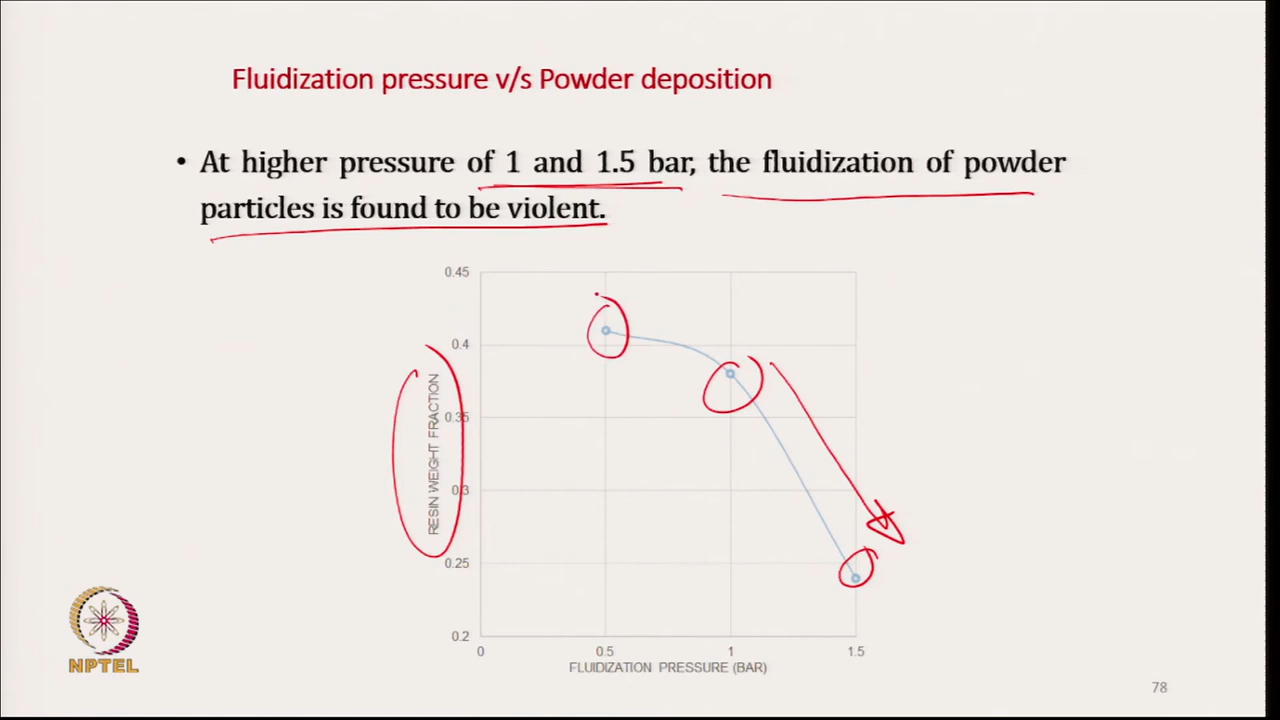 Fluidization pressure v/s Powder deposition
• At higher pressure of 1 and 1.5 bar, the fluidization of powder
particles is found to be violent.
0.45
0.4
0.35
0.3
0.25
0.2
RESIN WEIGHT FRACTION
0 0.5 1 1.5
FLUIDIZATION PRESSURE (BAR)
NPTEL
78